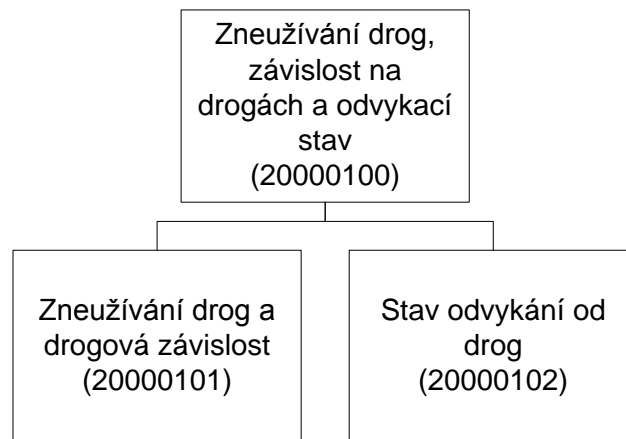 Zneužívání drog,
závislost na
drogách a odvykací
stav
(20000100)
Zneužívání drog a
drogová závislost
(20000101)
Stav odvykání od
drog
(20000102)